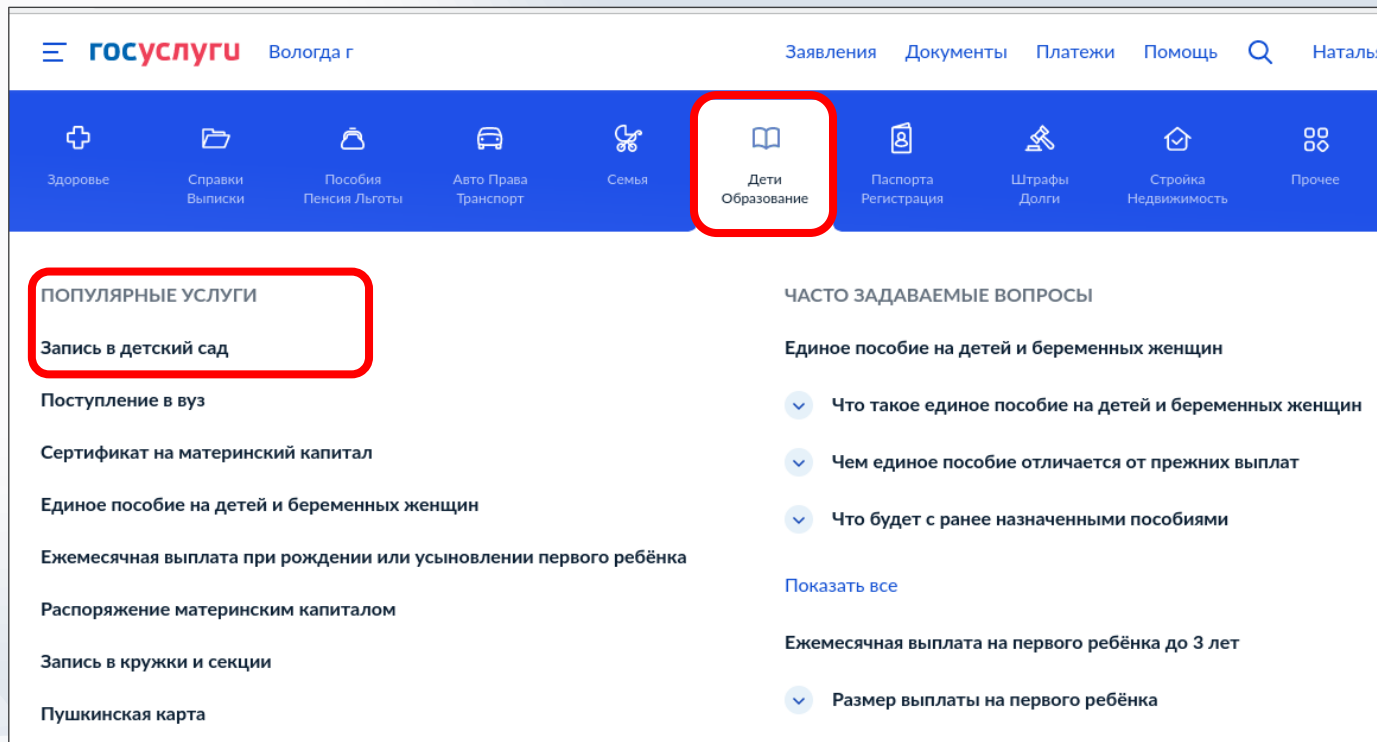 госуслуги Вологда г Заявления Документы Платежи Помощь Наталья
Здоровье
Справки
Выписки
Пособия
Пенсия Льготы
Авто Права
Транспорт
Семья
Дети
Образование
Паспорта
Регистрация
Штрафы
Долги
Стройка
Недвижимость
Прочее
ПОПУЛЯРНЫЕ УСЛУГИ
Запись в детский сад
Поступление в вуз
Сертификат на материнский капитал
Единое пособие на детей и беременных женщин
Ежемесячная выплата при рождении или усыновлении первого ребёнка
Распоряжение материнским капиталом
Запись в кружки и секции
Пушкинская карта
ЧАСТО ЗАДАВАЕМЫЕ ВОПРОСЫ
Единое пособие на детей и беременных женщин
Что такое единое пособие на детей и беременных женщин
Чем единое пособие отличается от прежних выплат
Что будет с ранее назначенными пособиями
Показать все
Ежемесячная выплата на первого ребёнка до 3 лет
Размер выплаты на первого ребёнка